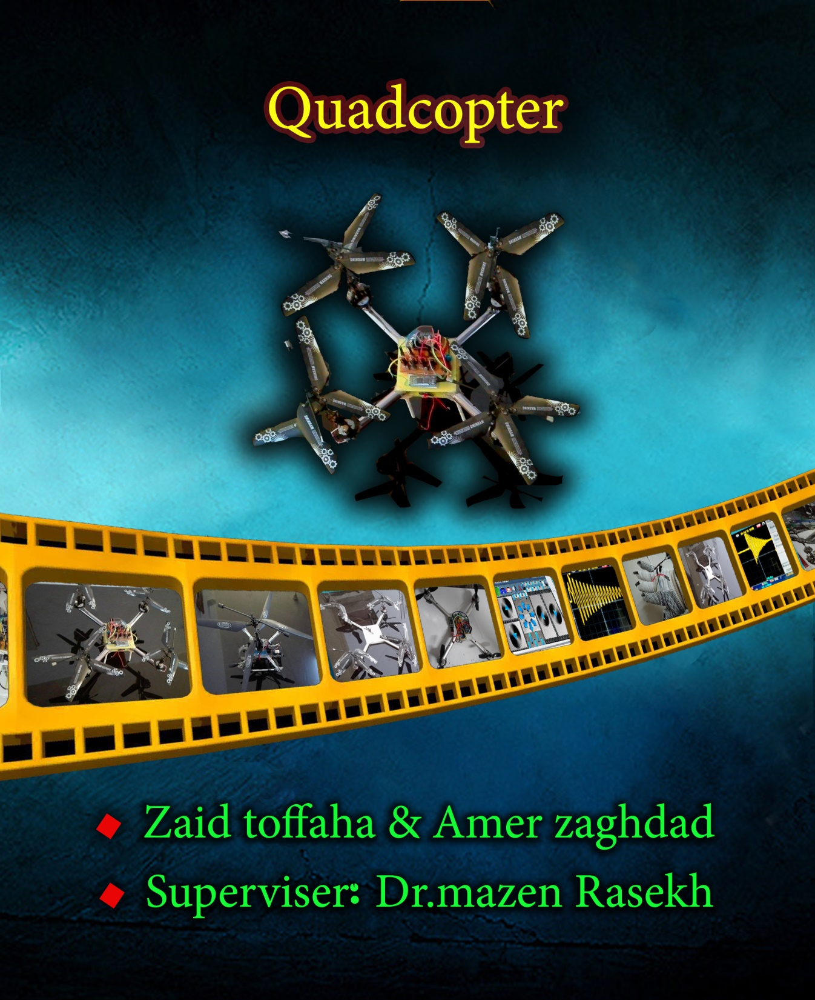 Quadcopter
Zaid toffaha & Amer zaghdad
Superviser: Dr.mazen Rasekh